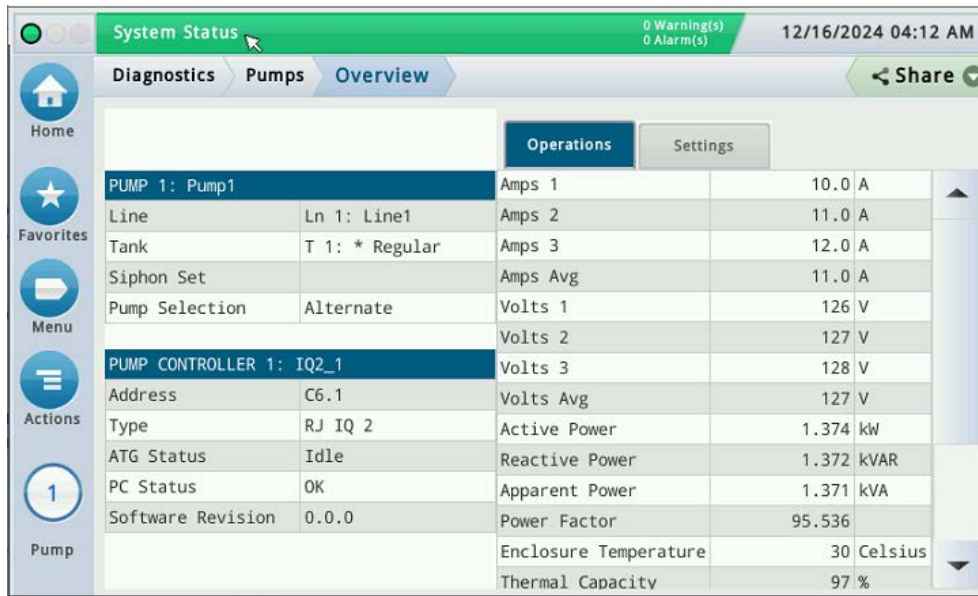 System Status
0 Warning(s)
0 Alarm(s)
12/16/2024 04:12 AM
Diagnostics Pumps Overview
Share
Home
Favorites
Menu
Actions
1
Pump
PUMP 1: Pump1
Line Ln 1: Line1
Tank T 1: * Regular
Siphon Set
Pump Selection Alternate
PUMP CONTROLLER 1: IQ2_1
Address C6.1
Type RJ IQ 2
ATG Status Idle
PC Status OK
Software Revision 0.0.0
Operations Settings
Amps 1 10.0 A
Amps 2 11.0 A
Amps 3 12.0 A
Amps Avg 11.0 A
Volts 1 126 V
Volts 2 127 V
Volts 3 128 V
Volts Avg 127 V
Active Power 1.374 kW
Reactive Power 1.372 kVAR
Apparent Power 1.371 kVA
Power Factor 95.536
Enclosure Temperature 30 Celsius
Thermal Capacity 97 %